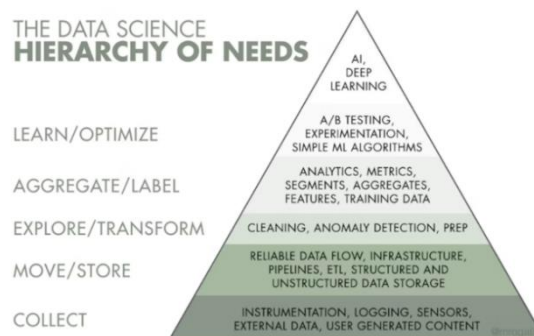 THE DATA SCIENCE
HIERARCHY OF NEEDS
AI,
DEEP
LEARNING
LEARN/OPTIMIZE
A/B TESTING,
EXPERIMENTATION,
SIMPLE ML ALGORITHMS
AGGREGATE/LABEL
ANALYTICS, METRICS,
SEGMENTS, AGGREGATES,
FEATURES, TRAINING DATA
EXPLORE/TRANSFORM
CLEANING, ANOMALY DETECTION, PREP
MOVE/STORE
RELIABLE DATA FLOW, INFRASTRUCTURE,
PIPELINES, ETL, STRUCTURED AND
UNSTRUCTURED DATA STORAGE
COLLECT
INSTRUMENTATION, LOGGING, SENSORS,
EXTERNAL DATA, USER GENERATED CONTENT